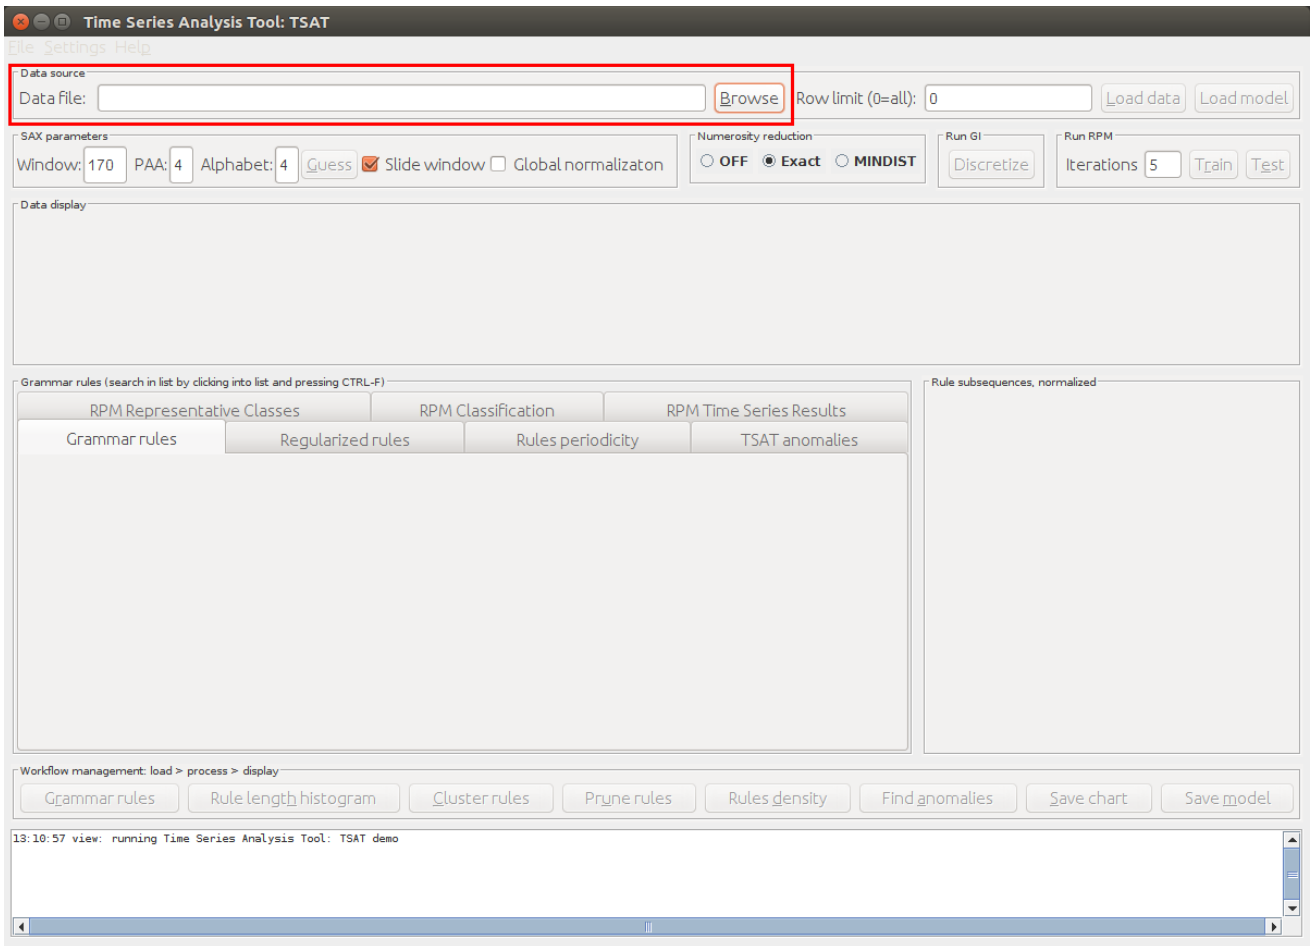 Time Series Analysis Tool: TSAT
File Settings Help
Data source
Data file: Browse Row limit (0=all): 0 Load data Load model
SAX parameters Numerosity reduction Run GI Run RPM
Window: 170 PAA: 4 Alphabet: 4 Guess Slide window Global normalizaton OFF Exact MINDIST Discretize Iterations 5 Train Test
Data display
Grammar rules (search in list by clicking into list and pressing CTRL-F) Rule subsequences, normalized
RPM Representative Classes RPM Classification RPM Time Series Results
Grammar rules Regularized rules Rules periodicity TSAT anomalies
Workflow management: load > process > display
Grammar rules Rule length histogram Cluster rules Prune rules Rules density Find anomalies Save chart Save model
13:10:57 view: running Time Series Analysis Tool: TSAT demo